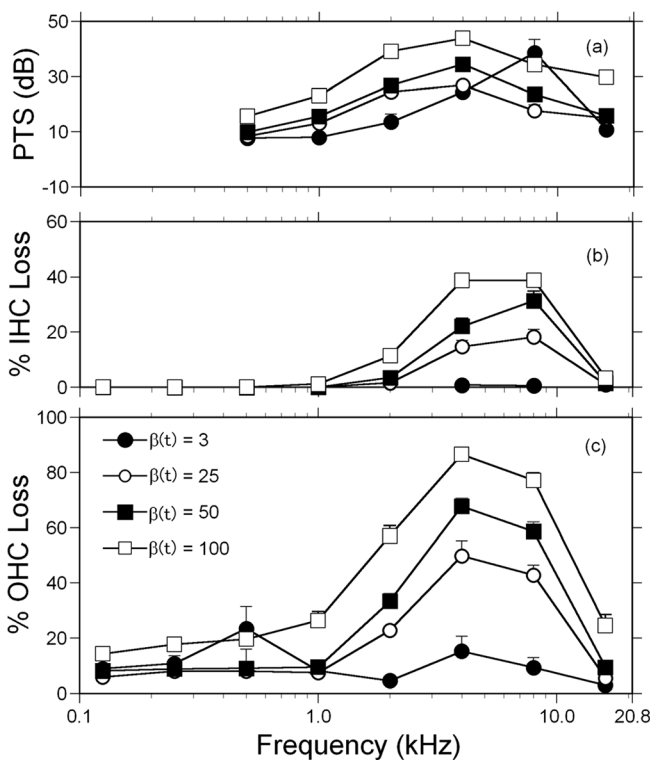 50
30
10
-10
PTS (dB)
(a)
60
40
20
0
% IHC Loss
(b)
100
80
60
40
20
0
% OHC Loss
(c)
β(t) = 3
β(t) = 25
β(t) = 50
β(t) = 100
0.1 1.0 10.0 20.8
Frequency (kHz)